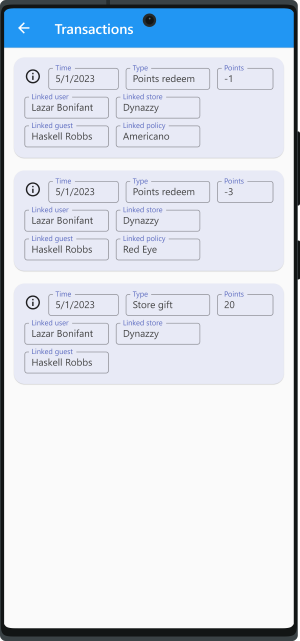 Transactions
Time Type Points
5/1/2023 Points redeem -1
Linked user Linked store
Lazar Bonifant Dynazzy
Linked guest Linked policy
Haskell Robbs Americano
Time Type Points
5/1/2023 Points redeem -3
Linked user Linked store
Lazar Bonifant Dynazzy
Linked guest Linked policy
Haskell Robbs Red Eye
Time Type Points
5/1/2023 Store gift 20
Linked user Linked store
Lazar Bonifant Dynazzy
Linked guest
Haskell Robbs